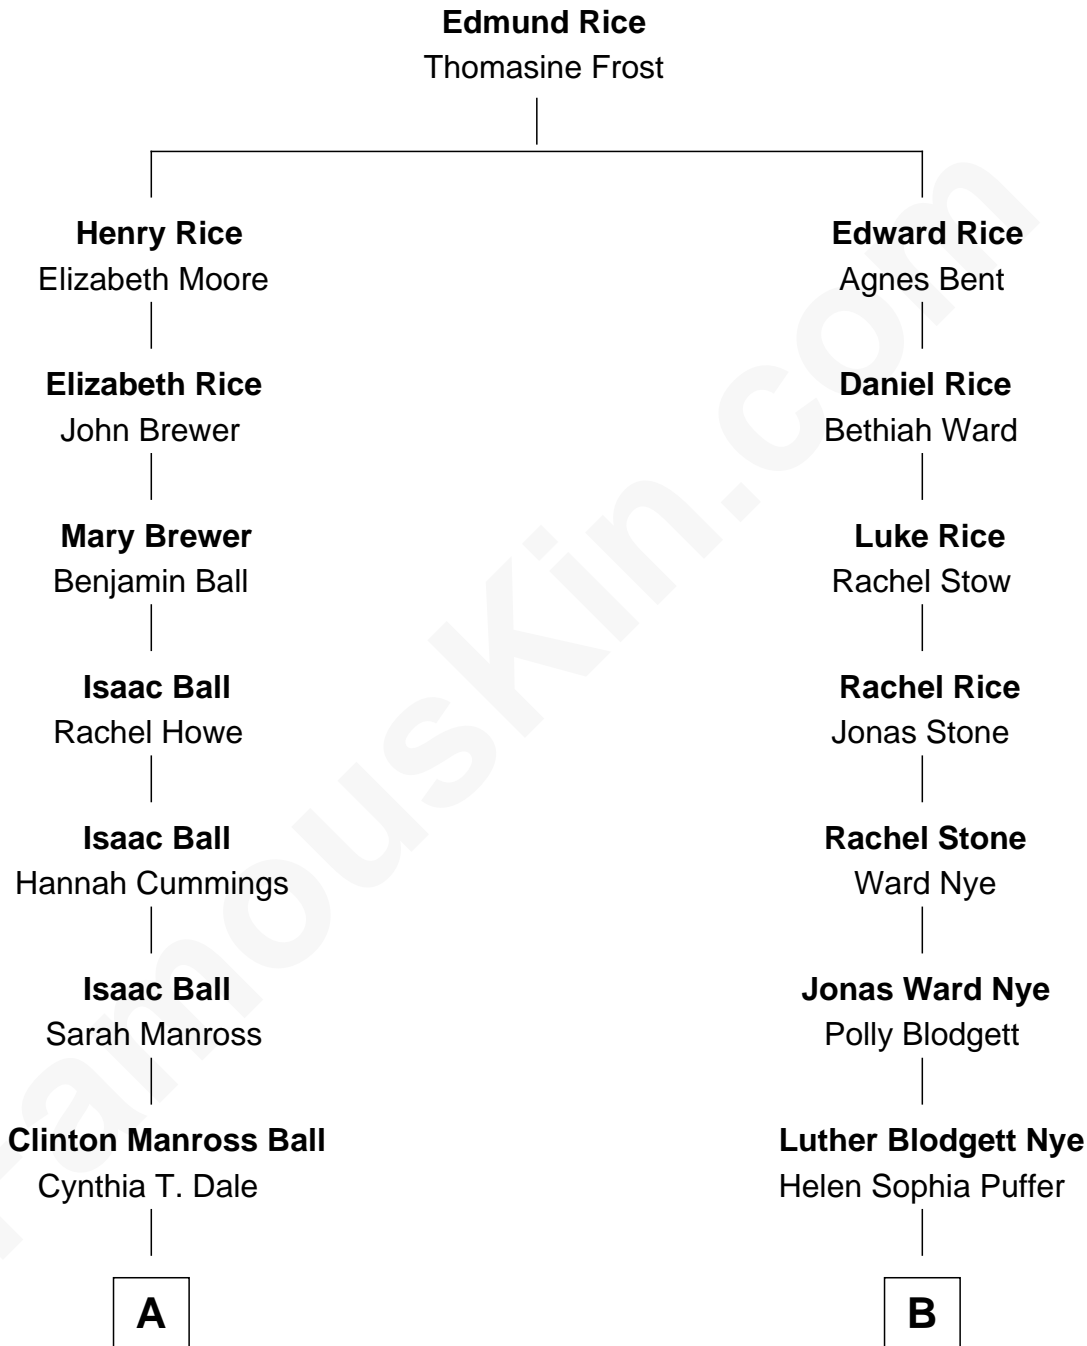 Edmund Rice
Thomasine Frost
Henry Rice
Elizabeth Moore
Edward Rice
Agnes Bent
Elizabeth Rice
John Brewer
Daniel Rice
Bethiah Ward
Mary Brewer
Benjamin Ball
Luke Rice
Rachel Stow
Isaac Ball
Rachel Howe
Rachel Rice
Jonas Stone
Isaac Ball
Hannah Cummings
Rachel Stone
Ward Nye
Isaac Ball
Sarah Manross
Jonas Ward Nye
Polly Blodgett
Clinton Manross Ball
Cynthia T. Dale
Luther Blodgett Nye
Helen Sophia Puffer
A
B
FamousKin.com